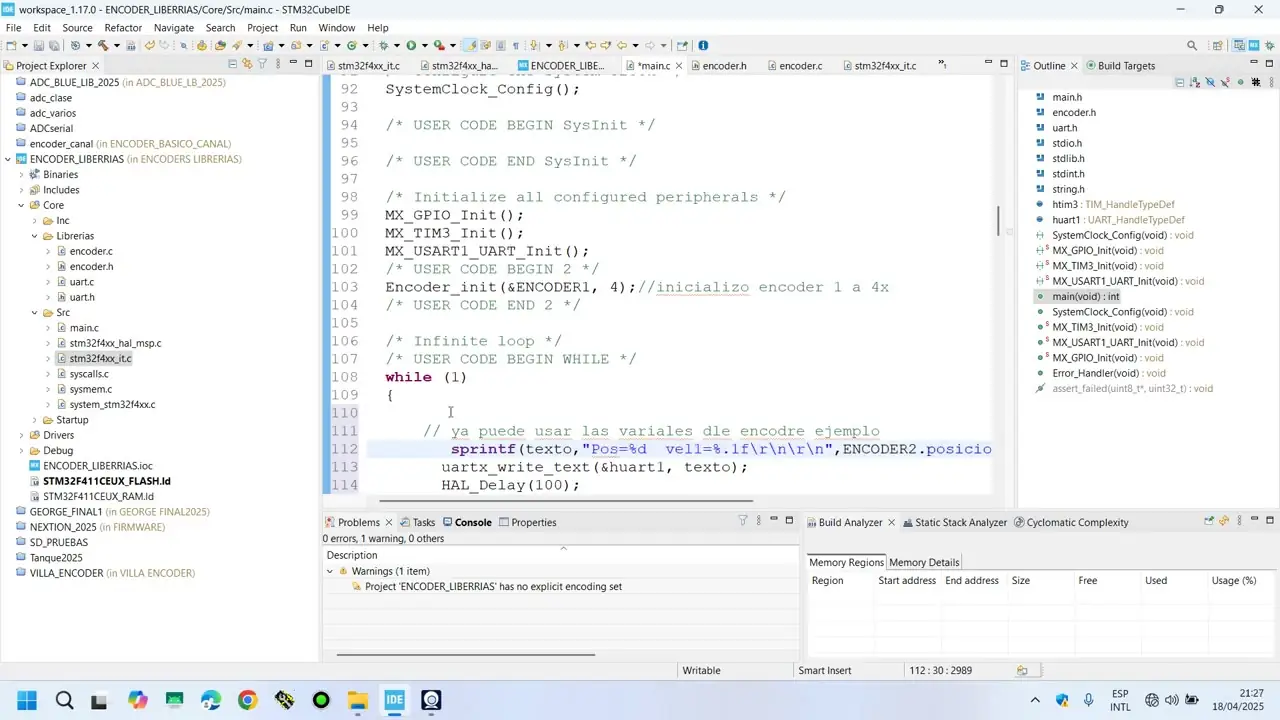 workspace_1.17.0 - ENCODER_LIBERRIAS/Core/Src/main.c - STM32CubeIDE
File Edit Source Refactor Navigate Search Project Run Window Help
Project Explorer
ADC_BLUE_LIB_2025 (in ADC_BLUE_LIB_2025)
adc_clase
adc_varios
ADCserial
encoder_canal (in ENCODER_BASICO_CANAL)
ENCODER_LIBERRIAS (in ENCODERS LIBRERIAS)
Binaries
Includes
Core
Inc
Librerias
encoder.c
encoder.h
uart.c
uart.h
Src
main.c
stm32f4xx_hal_msp.c
stm32f4xx_it.c
syscalls.c
sysmem.c
system_stm32f4xx.c
Startup
Drivers
Debug
ENCODER_LIBERRIAS.ioc
STM32F411CEUX_FLASH.ld
STM32F411CEUX_RAM.ld
GEORGE_FINAL1 (in GEORGE FINAL2025)
NEXTION_2025 (in FIRMWARE)
SD_PRUEBAS
Tanque2025
VILLA_ENCODER (in VILLA ENCODER)
stm32f4xx_it.c stm32f4xx_ha... ENCODER_LIBE... *main.c encoder.h encoder.c stm32f4xx_it.c
92 SystemClock_Config();
93
94 /* USER CODE BEGIN SysInit */
95
96 /* USER CODE END SysInit */
97
98 /* Initialize all configured peripherals */
99 MX_GPIO_Init();
100 MX_TIM3_Init();
101 MX_USART1_UART_Init();
102 /* USER CODE BEGIN 2 */
103 Encoder_init(&ENCODER1, 4);//inicializo encoder 1 a 4x
104 /* USER CODE END 2 */
105
106 /* Infinite loop */
107 /* USER CODE BEGIN WHILE */
108 while (1)
109 {
110
111 // ya puede usar las variales dle encodre ejemplo
112 sprintf(texto,"Pos=%d vel1=%.1f\r\n\r\n",ENCODER2.posicio
113 uartx_write_text(&huart1, texto);
114 HAL_Delay(100);
Outline Build Targets
main.h
encoder.h
uart.h
stdio.h
stdlib.h
stdint.h
string.h
htim3 : TIM_HandleTypeDef
huart1 : UART_HandleTypeDef
SystemClock_Config(void) : void
MX_GPIO_Init(void) : void
MX_TIM3_Init(void) : void
MX_USART1_UART_Init(void) : void
main(void) : int
SystemClock_Config(void) : void
MX_TIM3_Init(void) : void
MX_USART1_UART_Init(void) : void
MX_GPIO_Init(void) : void
Error_Handler(void) : void
assert_failed(uint8_t*, uint32_t) : void
Problems Tasks Console Properties
0 errors, 1 warning, 0 others
Description
Warnings (1 item)
Project 'ENCODER_LIBERRIAS' has no explicit encoding set
Build Analyzer Static Stack Analyzer Cyclomatic Complexity
Memory Regions Memory Details
Region Start address End address Size Free Used Usage (%)
Writable Smart Insert 112 : 30 : 2989
IDE
ESP
INTL
21:27
18/04/2025